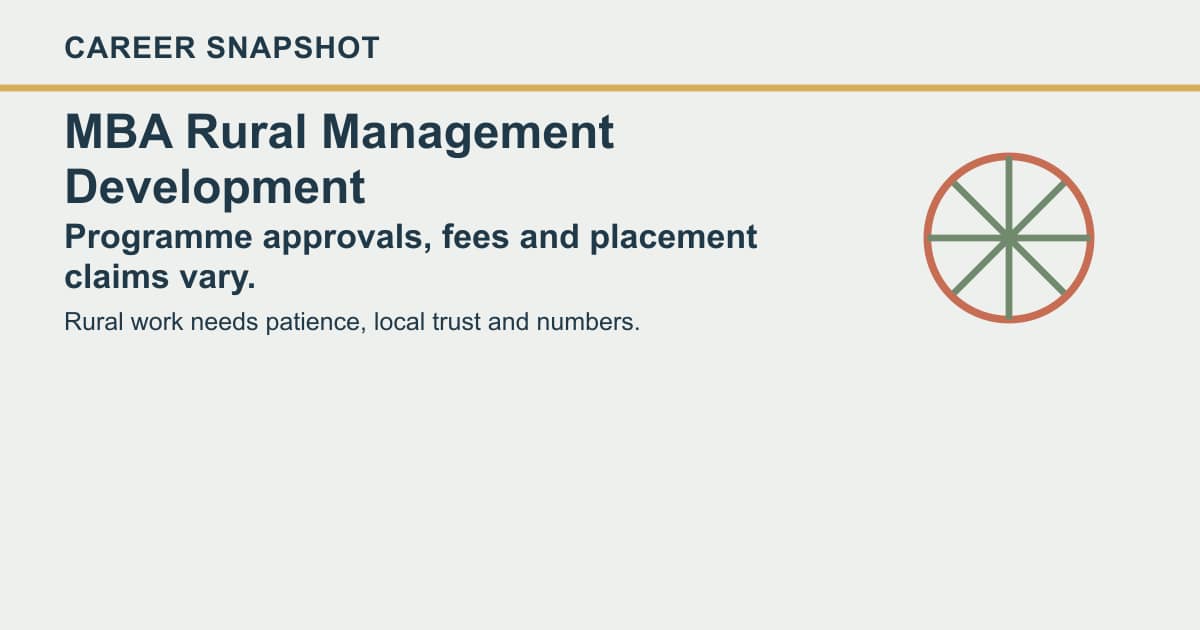 CAREER SNAPSHOT
MBA Rural Management
Development
Programme approvals, fees and placement
claims vary.
Rural work needs patience, local trust and numbers.